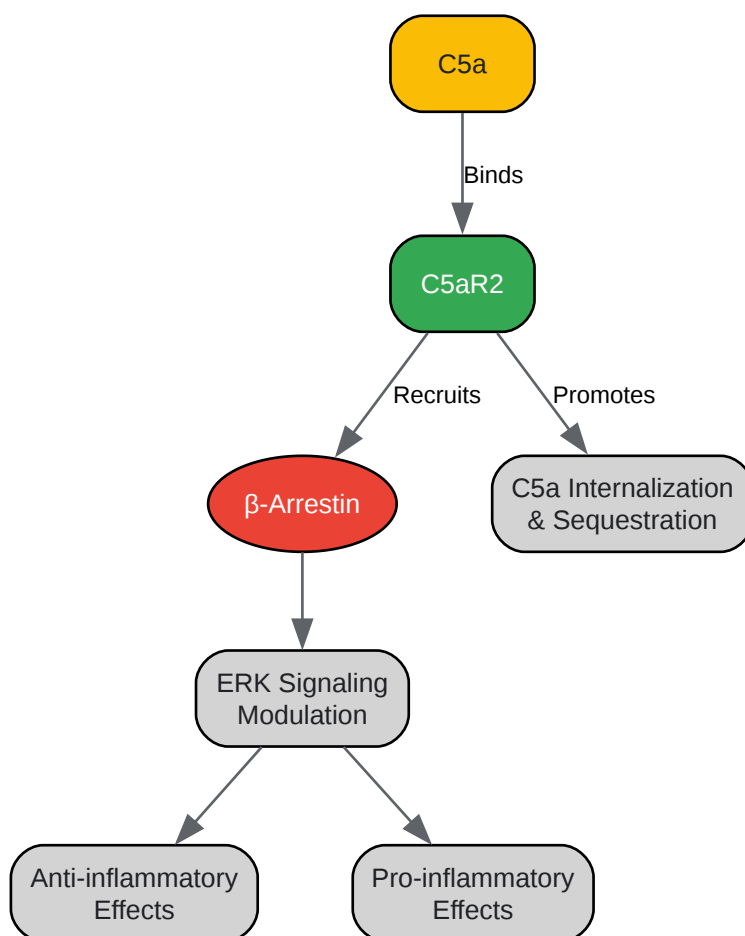 C5a
Binds
C5aR2
Recruits
Promotes
β-Arrestin
C5a Internalization
& Sequestration
ERK Signaling
Modulation
Anti-inflammatory
Effects
Pro-inflammatory
Effects